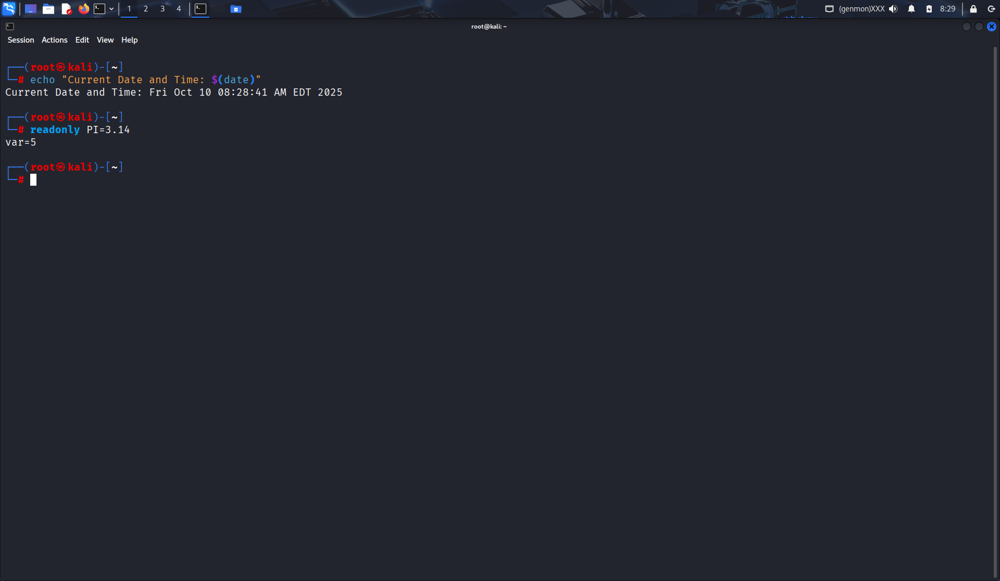 1 2 3 4 (genmon)XXX 8:29
root@kali: ~
Session Actions Edit View Help
┌──(root㉿kali)-[~]
└─# echo "Current Date and Time: $(date)"
Current Date and Time: Fri Oct 10 08:28:41 AM EDT 2025
┌──(root㉿kali)-[~]
└─# readonly PI=3.14
var=5
┌──(root㉿kali)-[~]
└─#